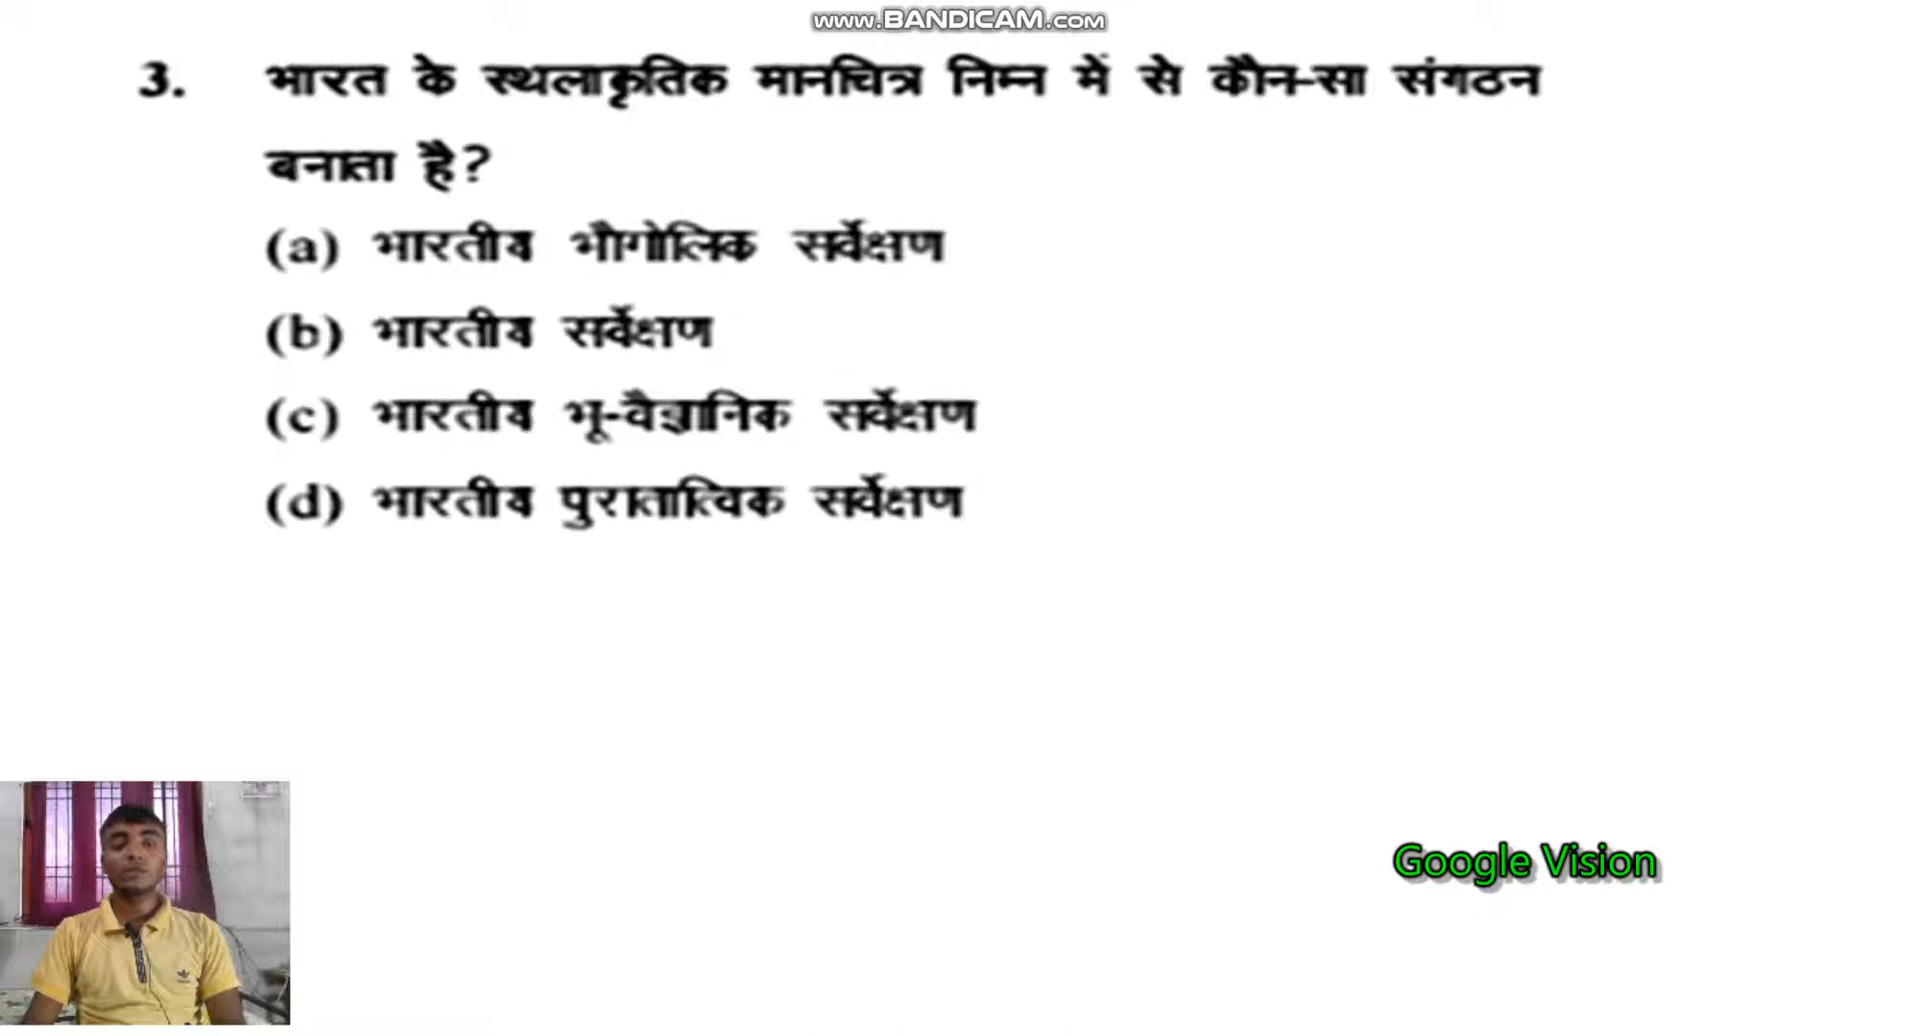 www.BANDICAM.com
3. भारत के स्थलाकृतिक मानचित्र निम्न में से कौन-सा संगठन
बनाता है?
(a) भारतीय भौगोलिक सर्वेक्षण
(b) भारतीय सर्वेक्षण
(c) भारतीय भू-वैज्ञानिक सर्वेक्षण
(d) भारतीय पुरातात्विक सर्वेक्षण
Google Vision